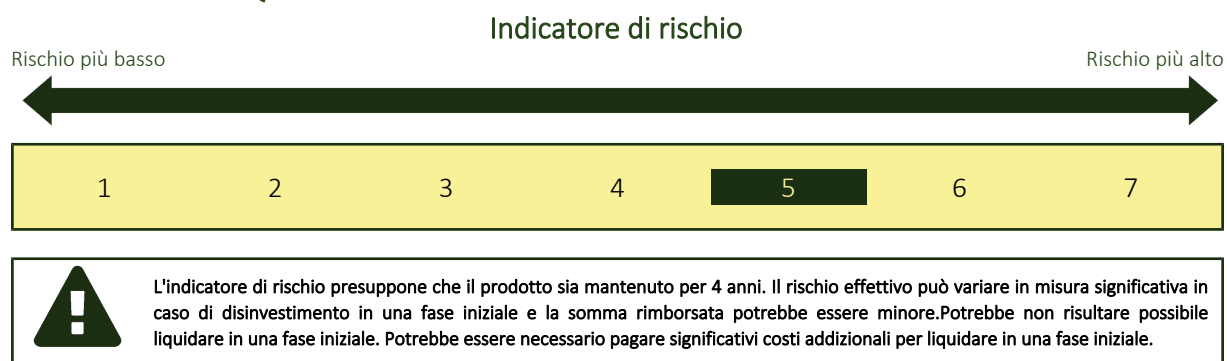 Indicatore di rischio
Rischio più basso
Rischio più alto
1 2 3 4 5 6 7
L'indicatore di rischio presuppone che il prodotto sia mantenuto per 4 anni. Il rischio effettivo può variare in misura significativa in
caso di disinvestimento in una fase iniziale e la somma rimborsata potrebbe essere minore.Potrebbe non risultare possibile
liquidare in una fase iniziale. Potrebbe essere necessario pagare significativi costi addizionali per liquidare in una fase iniziale.